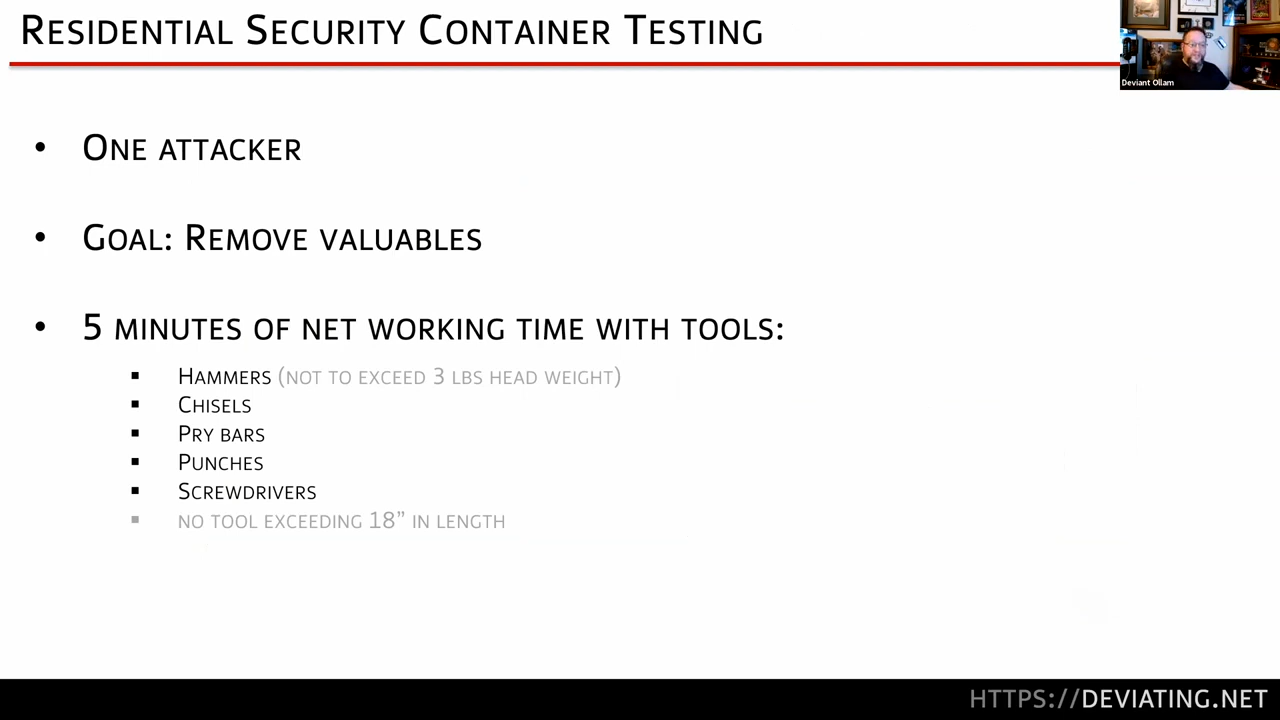 Residential Security Container Testing
Deviant Ollam
• One attacker
• Goal: Remove valuables
• 5 minutes of net working time with tools:
▪ Hammers (not to exceed 3 lbs head weight)
▪ Chisels
▪ Pry bars
▪ Punches
▪ Screwdrivers
▪ no tool exceeding 18” in length
https://deviating.net